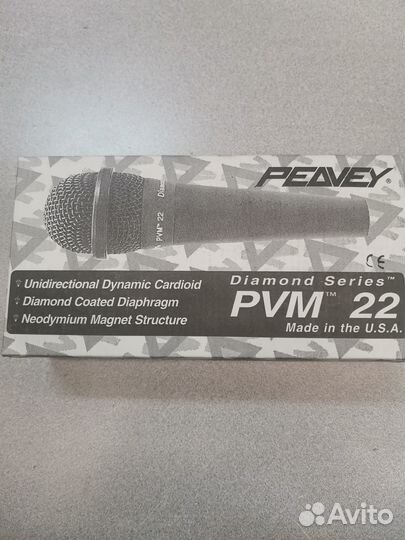 PEAVEY®
Diamond
PVM™ 22
Unidirectional Dynamic Cardioid
Diamond Coated Diaphragm
Neodymium Magnet Structure
CE
Diamond Series™
PVM™ 22
Made in the U.S.A.
Avito